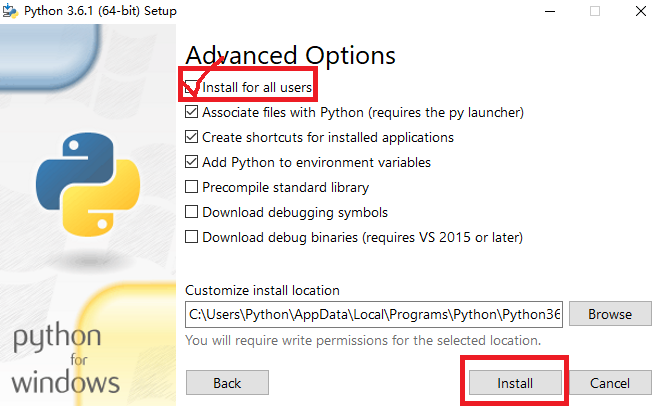 Python 3.6.1 (64-bit) Setup
Advanced Options
Install for all users
Associate files with Python (requires the py launcher)
Create shortcuts for installed applications
Add Python to environment variables
Precompile standard library
Download debugging symbols
Download debug binaries (requires VS 2015 or later)
Customize install location
C:\Users\Python\AppData\Local\Programs\Python\Python36
Browse
You will require write permissions for the selected location.
python
for
windows
Back
Install
Cancel